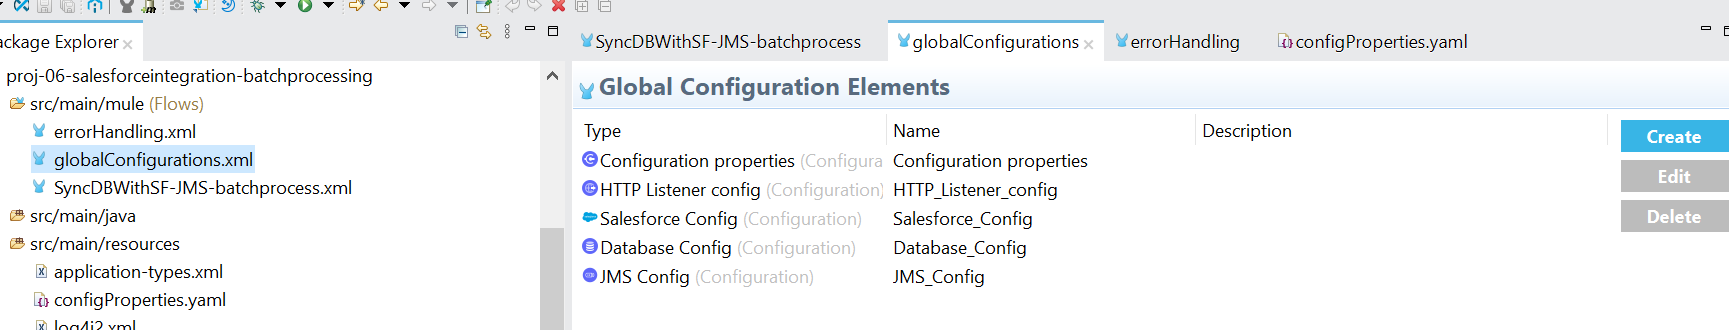 ackage Explorer
SyncDBWithSF-JMS-batchprocess globalConfigurations errorHandling configProperties.yaml
proj-06-salesforceintegration-batchprocessing
src/main/mule (Flows)
errorHandling.xml
globalConfigurations.xml
SyncDBWithSF-JMS-batchprocess.xml
src/main/java
src/main/resources
application-types.xml
configProperties.yaml
log4j2.xml
Global Configuration Elements
Type Name Description
Configuration properties (Configura Configuration properties
HTTP Listener config (Configuration) HTTP_Listener_config
Salesforce Config (Configuration) Salesforce_Config
Database Config (Configuration) Database_Config
JMS Config (Configuration) JMS_Config
Create
Edit
Delete